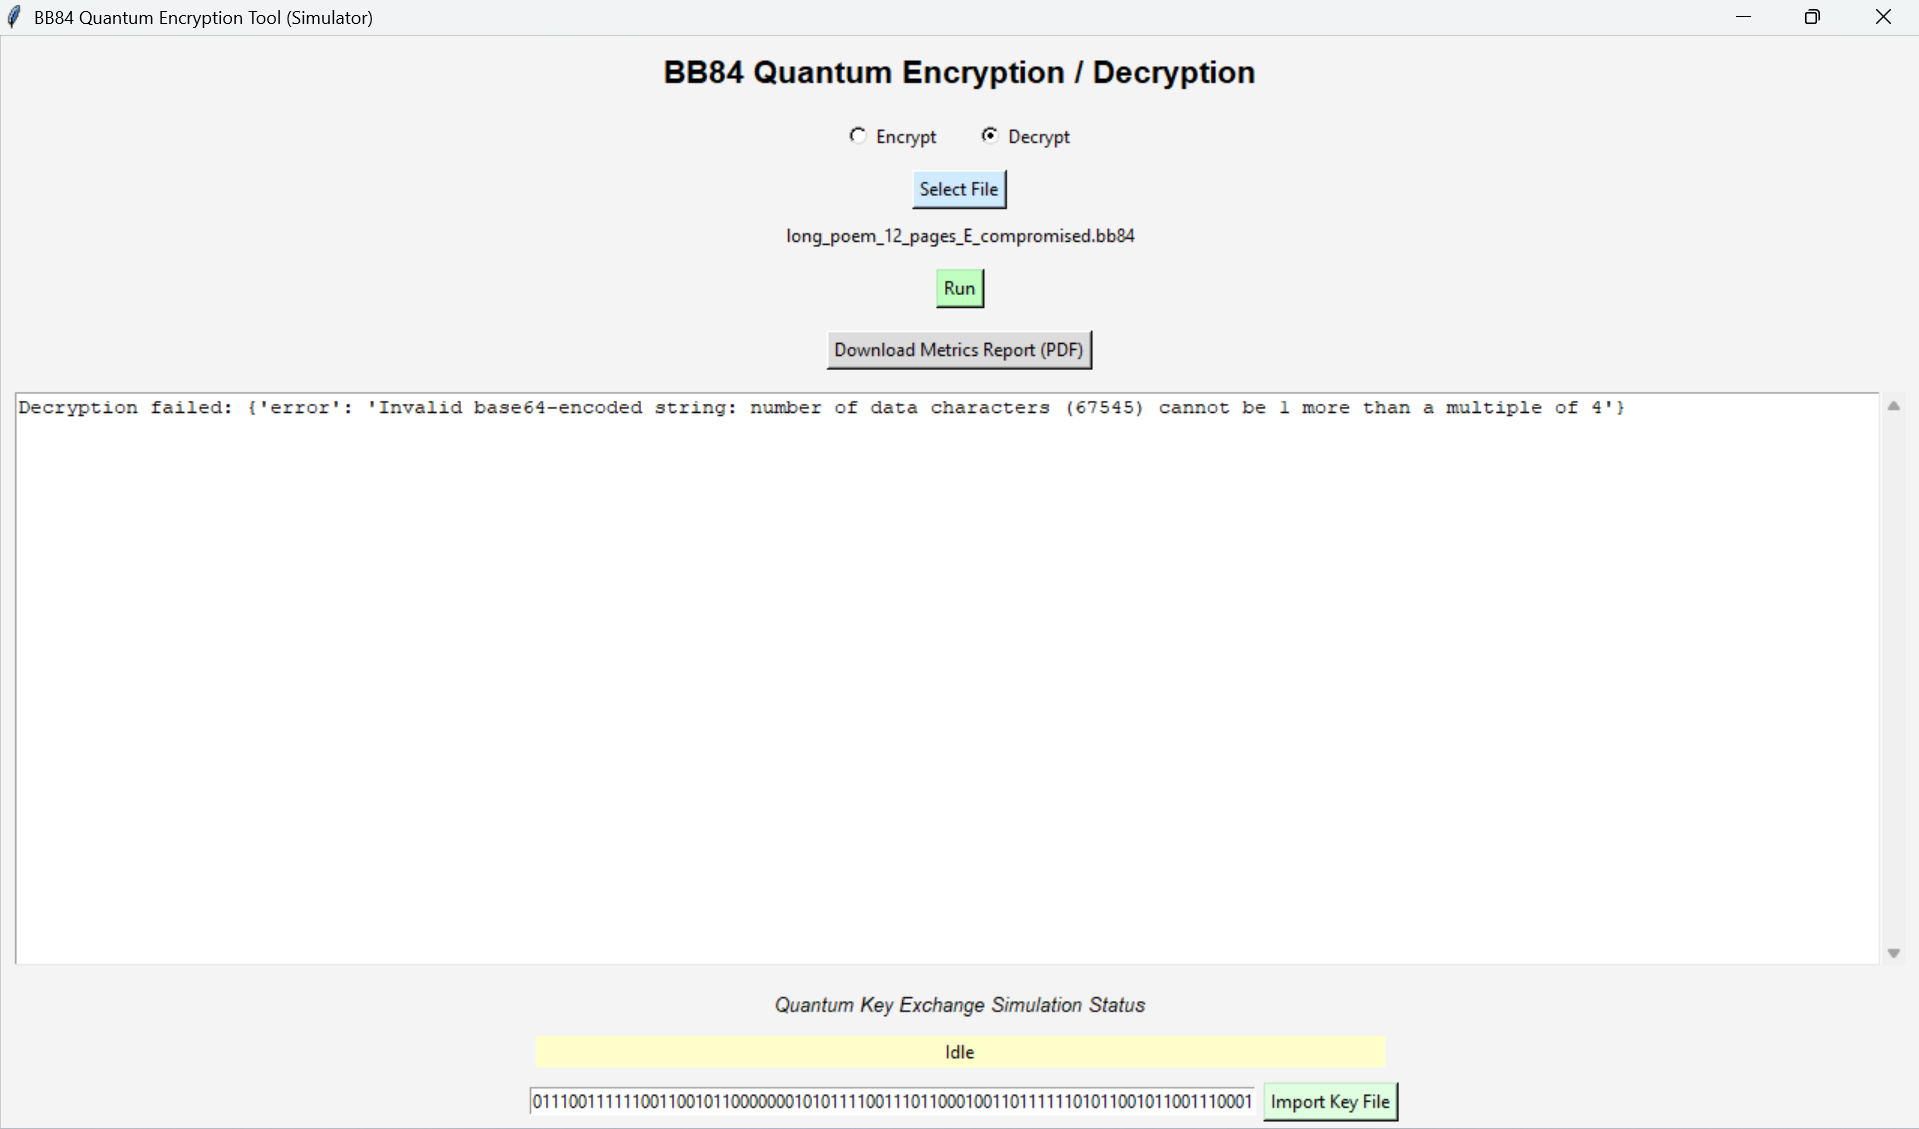 BB84 Quantum Encryption Tool (Simulator)
BB84 Quantum Encryption / Decryption
Encrypt Decrypt
Select File
long_poem_12_pages_E_compromised.bb84
Run
Download Metrics Report (PDF)
Decryption failed: {'error': 'Invalid base64-encoded string: number of data characters (67545) cannot be 1 more than a multiple of 4'}
Quantum Key Exchange Simulation Status
Idle
Import Key File